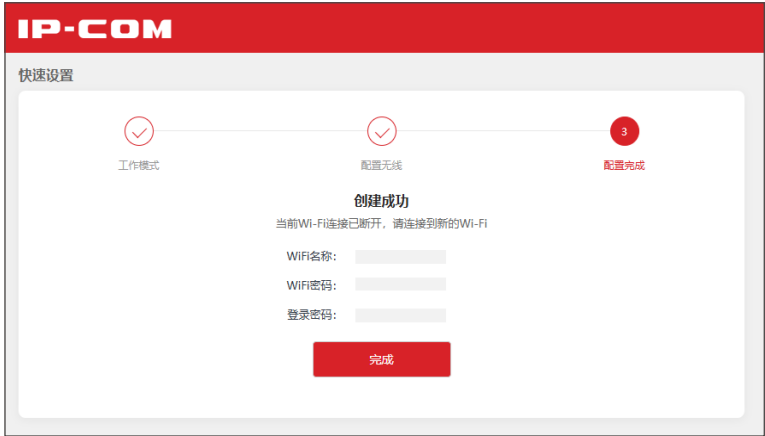 IP-COM
快速设置
3
工作模式
配置无线
配置完成
创建成功
当前Wi-Fi连接已断开，请连接到新的Wi-Fi
WiFi名称：
WiFi密码：
登录密码：
完成